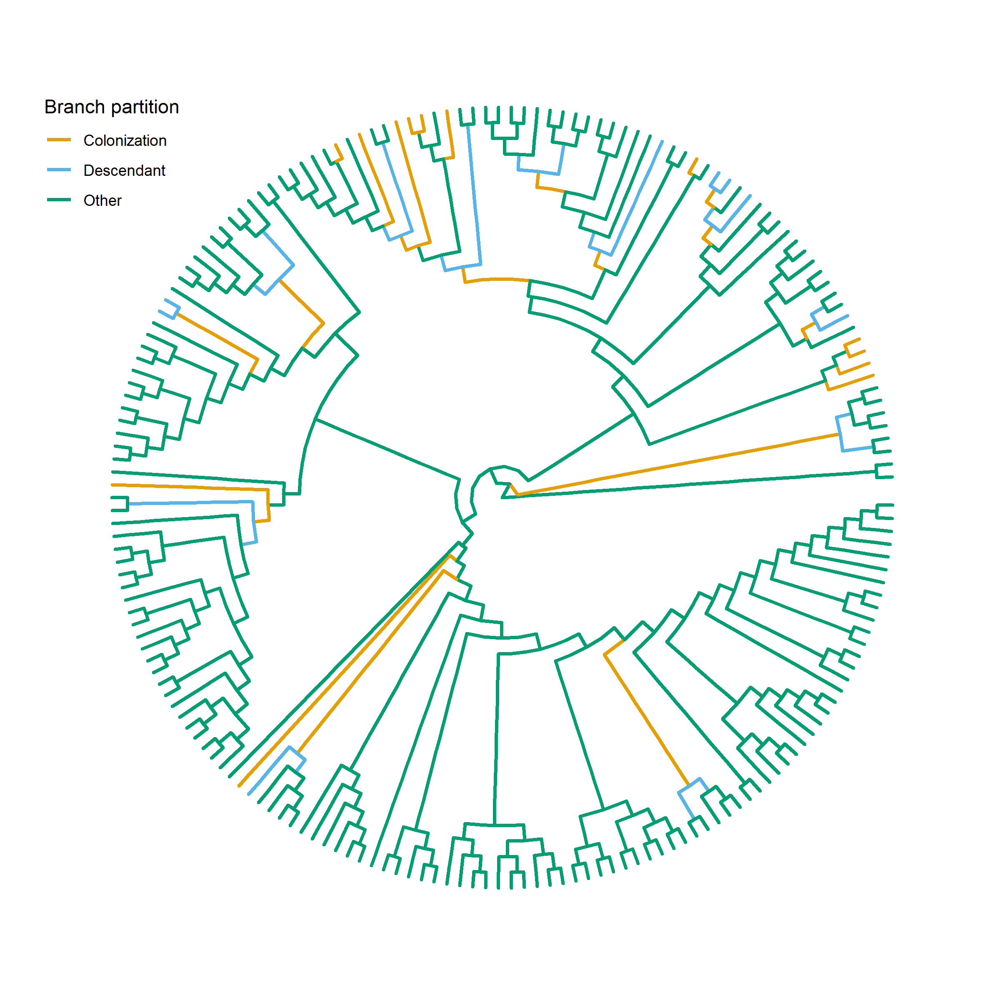 Branch partition
Colonization
Descendant
Other